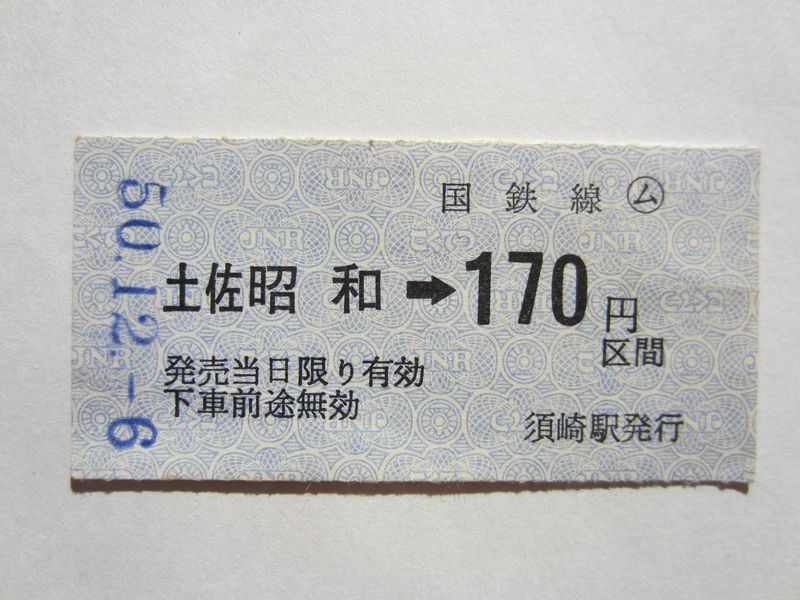 国鉄線 ㋰
土佐昭和➡170円
区間
発売当日限り有効
下車前途無効
須崎駅発行
50.12.-6
JNR